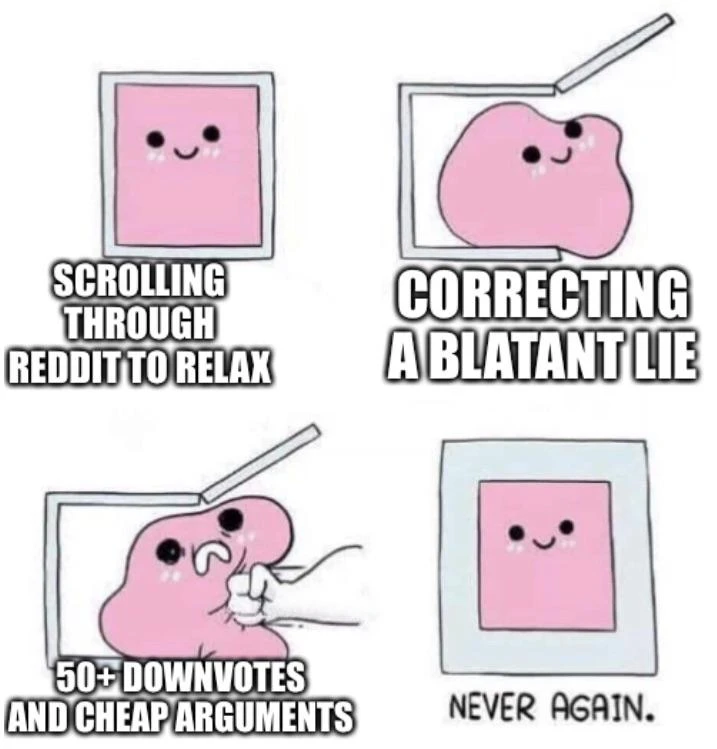 SCROLLING
THROUGH
REDDIT TO RELAX
CORRECTING
A BLATANT LIE
50+ DOWNVOTES
AND CHEAP ARGUMENTS
NEVER AGAIN.